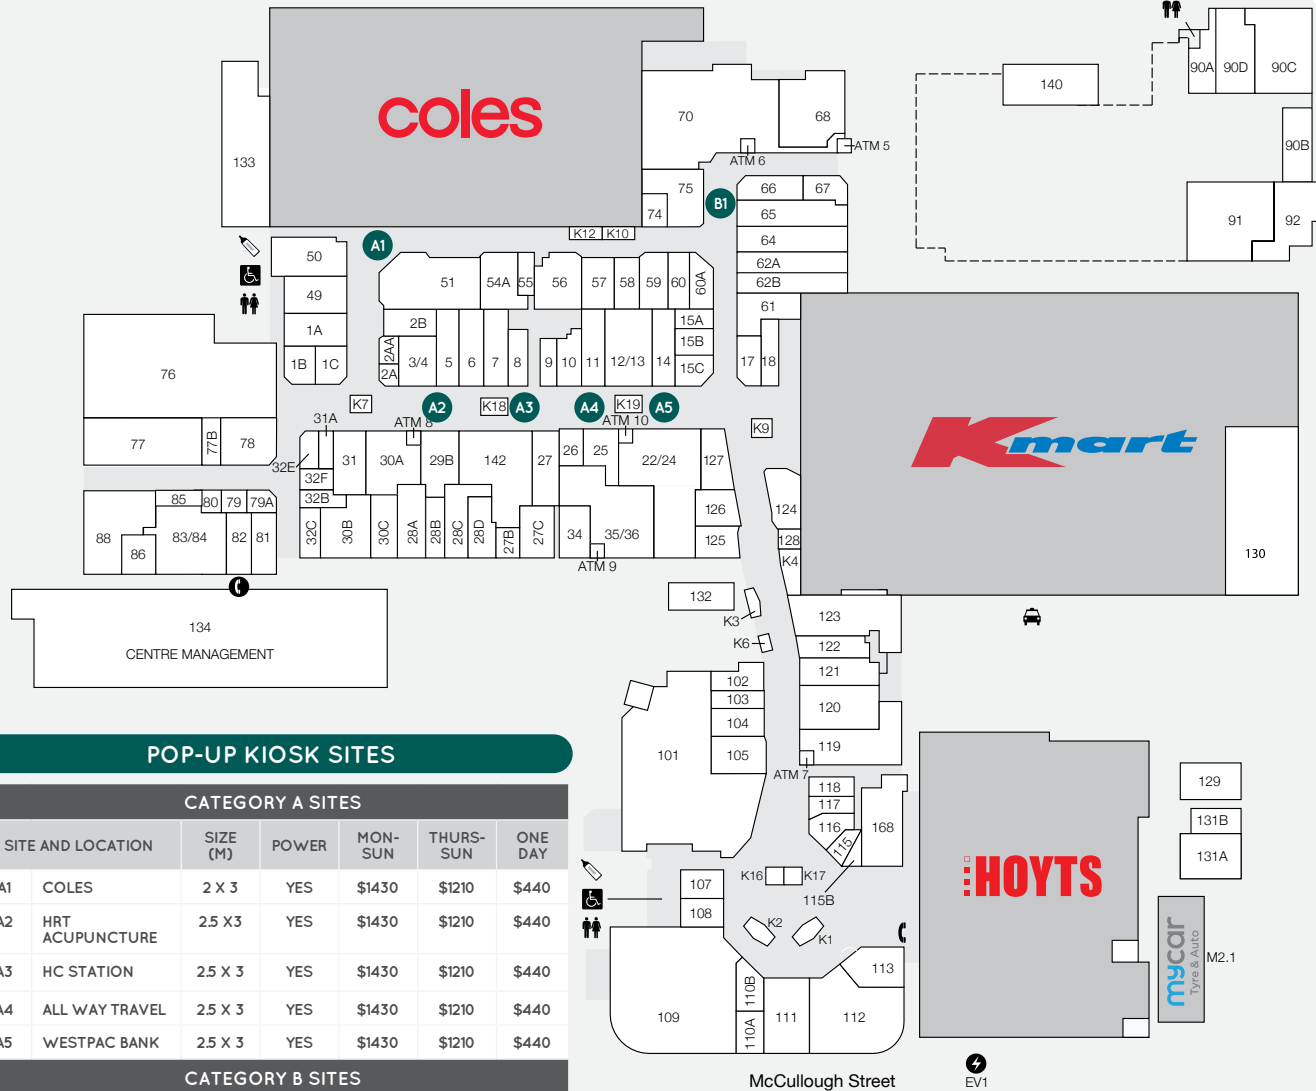 coles
133
70
68
ATM 5
ATM 6
75
74
B1
66
67
65
64
62A
62B
61
17
18
K12
K10
A1
50
49
1A
1B
1C
51
54A
55
56
57
58
59
60
60A
2B
2AA
2A
3/4
5
6
7
8
9
10
11
12/13
14
15A
15B
15C
140
90A
90D
90C
90B
91
92
76
77
77B
78
K7
A2
K18
A3
A4
K19
A5
K9
31A
ATM 8
ATM 10
32E
32F
32B
32C
31
30A
30B
30C
29B
28A
28B
28C
28D
142
27
27B
27C
26
25
22/24
127
126
125
34
35/36
ATM 9
Kmart
130
124
128
K4
85
80
79
79A
88
86
83/84
82
81
134
CENTRE MANAGEMENT
132
K3
K6
123
122
121
120
119
ATM 7
102
103
104
105
101
118
117
116
115
115B
168
K16
K17
107
108
K2
K1
109
110B
110A
111
112
113
HOYTS
129
131B
131A
mycar
Tyre & Auto
M2.1
EV1
McCullough Street
POP-UP KIOSK SITES
CATEGORY A SITES
SITE AND LOCATION SIZE (M) POWER MON-SUN THURS-SUN ONE DAY
A1 COLES 2 X 3 YES $1430 $1210 $440
A2 HRT ACUPUNCTURE 2.5 X3 YES $1430 $1210 $440
A3 HC STATION 2.5 X 3 YES $1430 $1210 $440
A4 ALL WAY TRAVEL 2.5 X 3 YES $1430 $1210 $440
A5 WESTPAC BANK 2.5 X 3 YES $1430 $1210 $440
CATEGORY B SITES